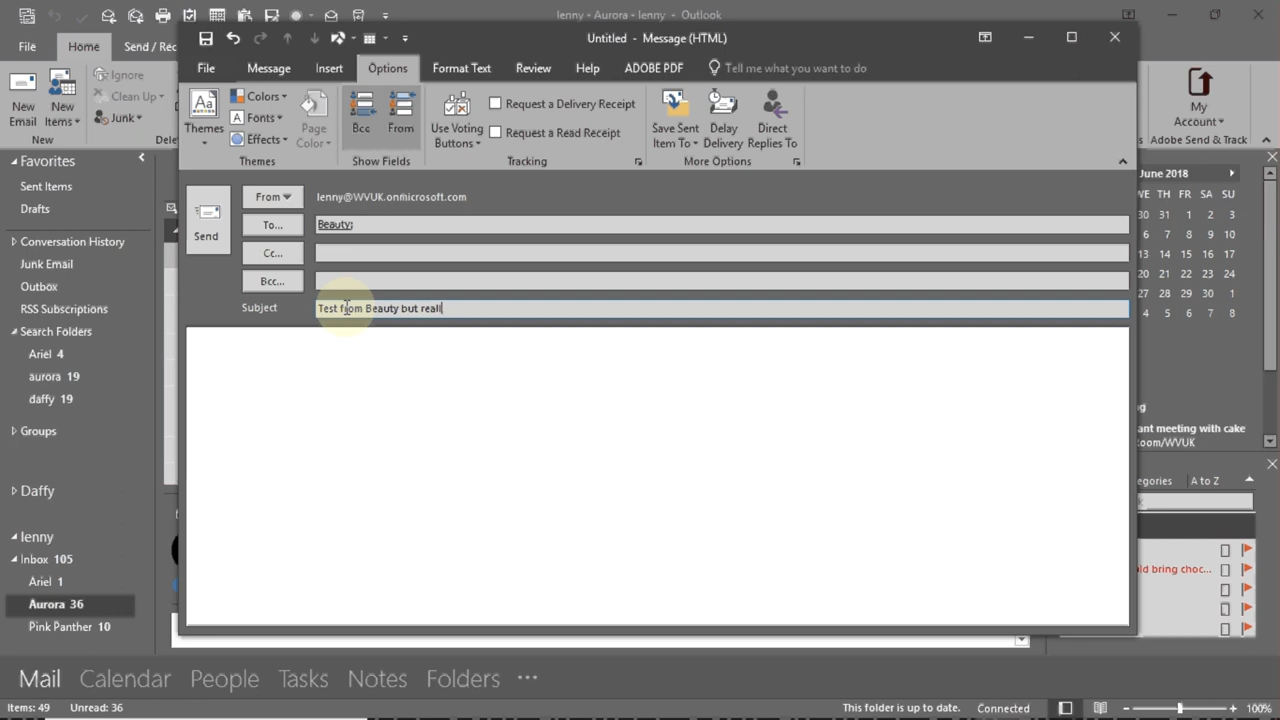 lenny - Aurora - lenny - Outlook
Untitled - Message (HTML)
File Home Send / Rec
File Message Insert Options Format Text Review Help ADOBE PDF Tell me what you want to do
New Email
New Items
Ignore
Clean Up
Junk
New
Delet
Themes
Colors
Fonts
Effects
Page Color
Themes
Bcc
From
Show Fields
Use Voting Buttons
Request a Delivery Receipt
Request a Read Receipt
Tracking
Save Sent Item To
Delay Delivery
Direct Replies To
More Options
My Account
Adobe Send & Track
Favorites
Sent Items
Drafts
Conversation History
Junk Email
Outbox
RSS Subscriptions
Search Folders
Ariel 4
aurora 19
daffy 19
Groups
Daffy
lenny
Inbox 105
Ariel 1
Aurora 36
Pink Panther 10
Send
From lenny@WVUK.onmicrosoft.com
To... Beauty;
Cc...
Bcc...
Subject Test from Beauty but reall
June 2018
WE TH FR SA SU
30 31 1 2 3
6 7 8 9 10
13 14 15 16 17
20 21 22 23 24
27 28 29 30 1
4 5 6 7 8
ant meeting with cake
Room/WVUK
egories A to Z
ld bring choc...
Mail Calendar People Tasks Notes Folders
Items: 49 Unread: 36 This folder is up to date. Connected 100%